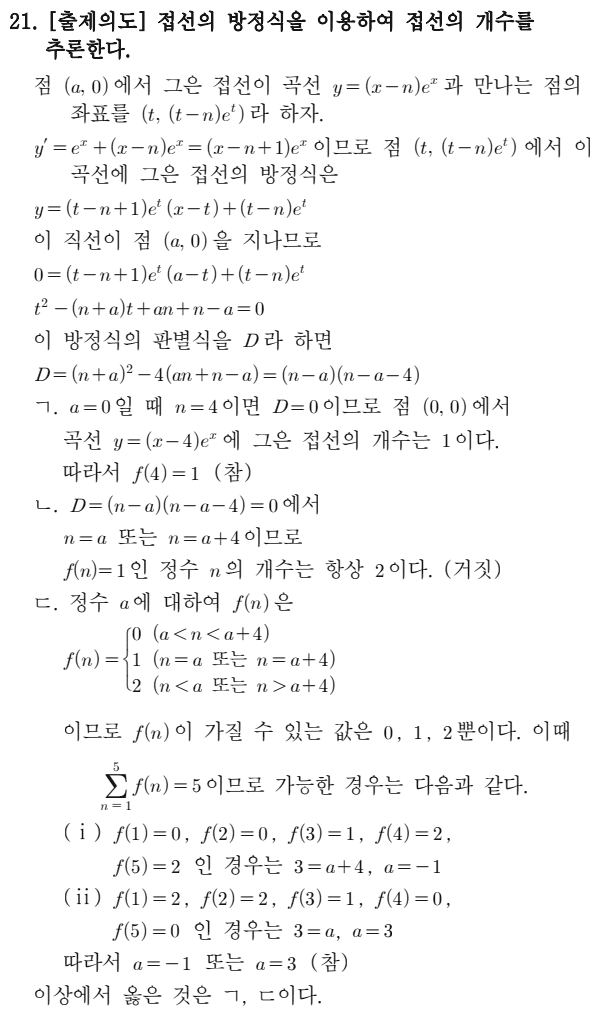 21. [출제의도] 접선의 방정식을 이용하여 접선의 개수를
추론한다.
점 (a, 0)에서 그은 접선이 곡선 y=(x-n)eˣ과 만나는 점의
좌표를 (t, (t-n)eᵗ)라 하자.
y′=eˣ+(x-n)eˣ=(x-n+1)eˣ이므로 점 (t, (t-n)eᵗ)에서 이
곡선에 그은 접선의 방정식은
y=(t-n+1)eᵗ(x-t)+(t-n)eᵗ
이 직선이 점 (a, 0)을 지나므로
0=(t-n+1)eᵗ(a-t)+(t-n)eᵗ
t²-(n+a)t+an+n-a=0
이 방정식의 판별식을 D라 하면
D=(n+a)²-4(an+n-a)=(n-a)(n-a-4)
ㄱ. a=0일 때 n=4이면 D=0이므로 점 (0, 0)에서
곡선 y=(x-4)eˣ에 그은 접선의 개수는 1이다.
따라서 f(4)=1 (참)
ㄴ. D=(n-a)(n-a-4)=0에서
n=a 또는 n=a+4이므로
f(n)=1인 정수 n의 개수는 항상 2이다. (거짓)
ㄷ. 정수 a에 대하여 f(n)은
0 (a<n<a+4)
f(n)={1 (n=a 또는 n=a+4)
2 (n<a 또는 n>a+4)
이므로 f(n)이 가질 수 있는 값은 0, 1, 2뿐이다. 이때
5
∑f(n)=5이므로 가능한 경우는 다음과 같다.
n=1
(ⅰ) f(1)=0, f(2)=0, f(3)=1, f(4)=2,
f(5)=2 인 경우는 3=a+4, a=-1
(ⅱ) f(1)=2, f(2)=2, f(3)=1, f(4)=0,
f(5)=0 인 경우는 3=a, a=3
따라서 a=-1 또는 a=3 (참)
이상에서 옳은 것은 ㄱ, ㄷ이다.